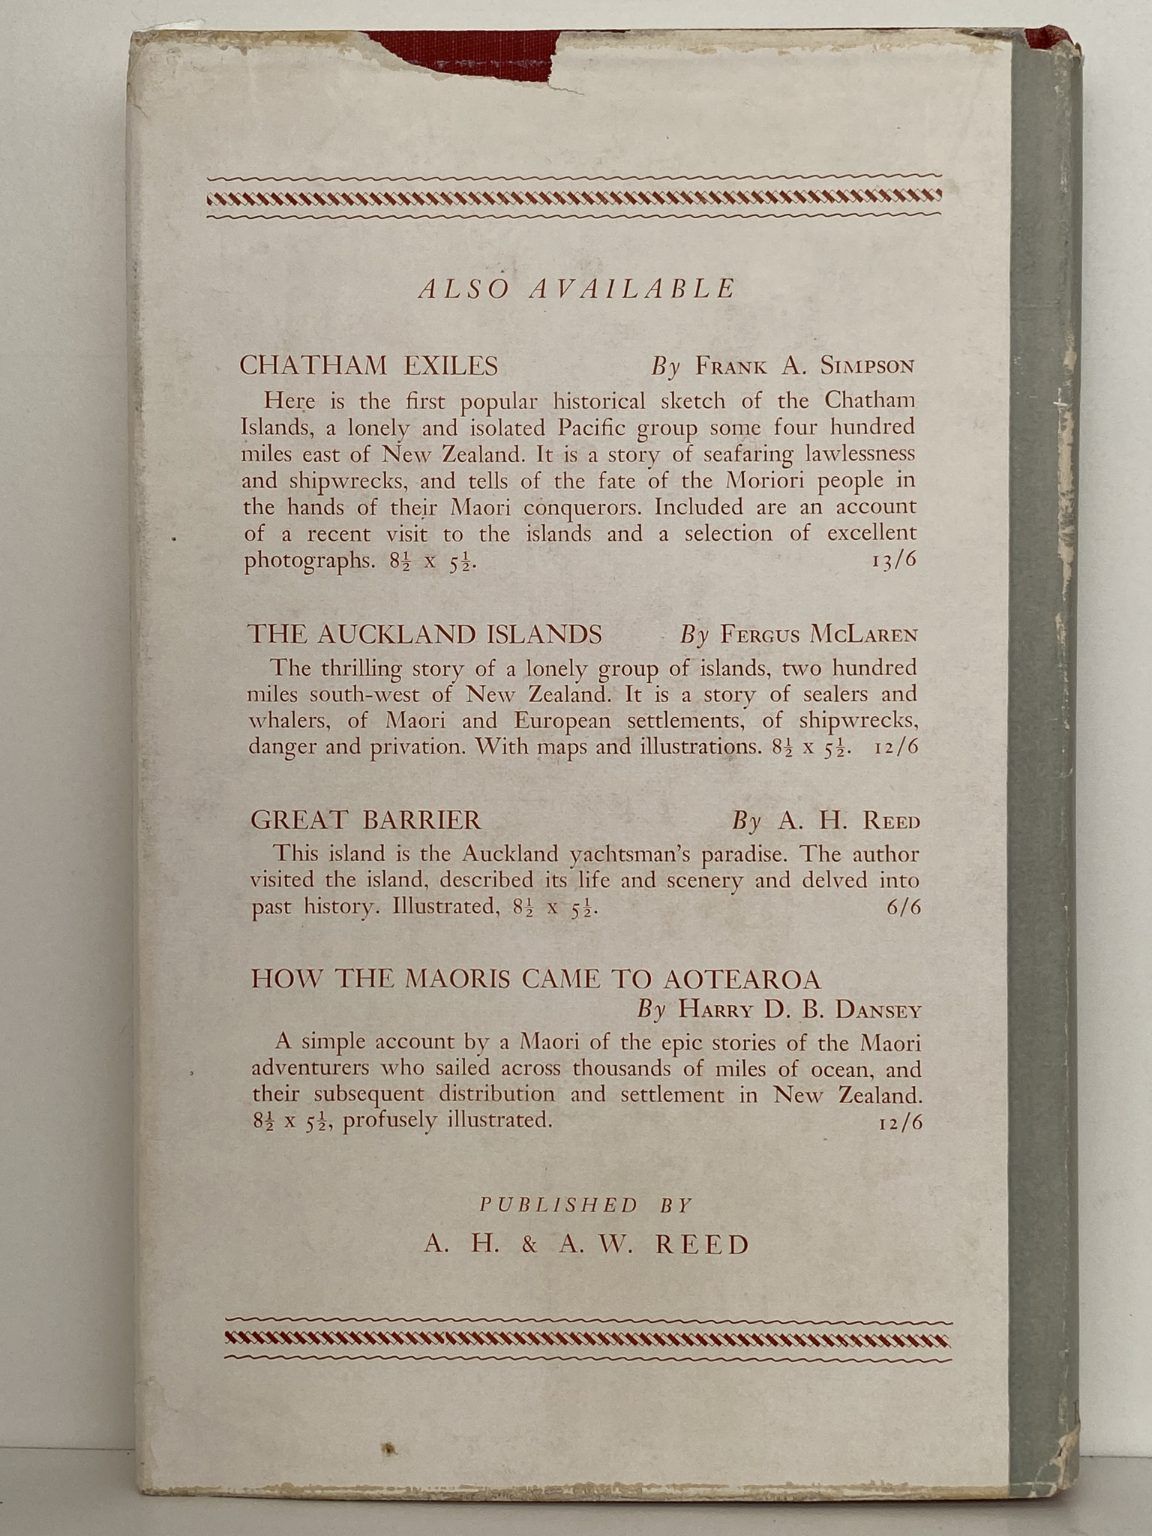 ALSO AVAILABLE
CHATHAM EXILES By FRANK A. SIMPSON
Here is the first popular historical sketch of the Chatham
Islands, a lonely and isolated Pacific group some four hundred
miles east of New Zealand. It is a story of seafaring lawlessness
and shipwrecks, and tells of the fate of the Moriori people in
the hands of their Maori conquerors. Included are an account
of a recent visit to the islands and a selection of excellent
photographs. 8½ x 5½. 13/6
THE AUCKLAND ISLANDS By FERGUS MCLAREN
The thrilling story of a lonely group of islands, two hundred
miles south-west of New Zealand. It is a story of sealers and
whalers, of Maori and European settlements, of shipwrecks,
danger and privation. With maps and illustrations. 8½ x 5½. 12/6
GREAT BARRIER By A. H. REED
This island is the Auckland yachtsman's paradise. The author
visited the island, described its life and scenery and delved into
past history. Illustrated, 8½ x 5½. 6/6
HOW THE MAORIS CAME TO AOTEAROA
By HARRY D. B. DANSEY
A simple account by a Maori of the epic stories of the Maori
adventurers who sailed across thousands of miles of ocean, and
their subsequent distribution and settlement in New Zealand.
8½ x 5½, profusely illustrated. 12/6
PUBLISHED BY
A. H. & A. W. REED